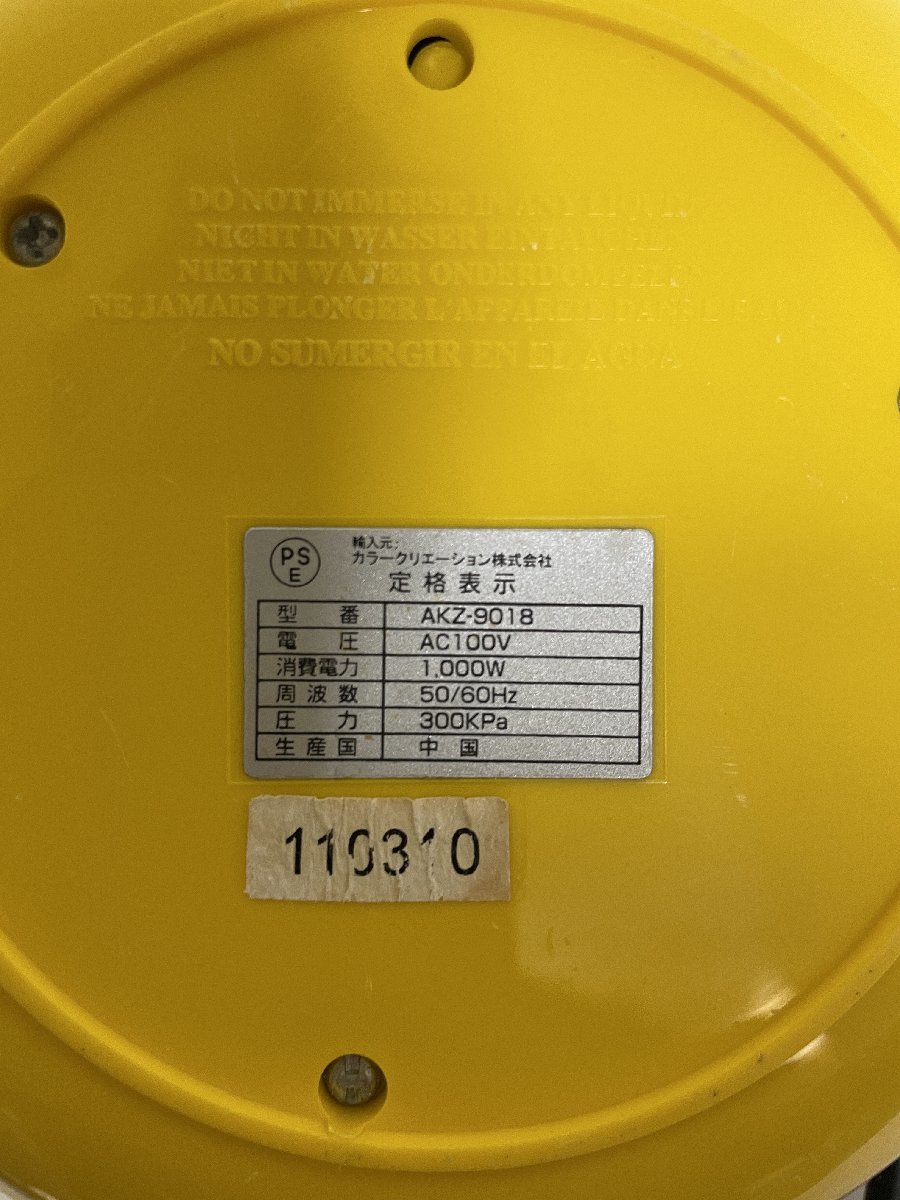 DO NOT IMMERSE IN ANY LIQUID
NICHT IN WASSER EINTAUCHEN
NIET IN WATER ONDERDOMPELEN
NE JAMAIS PLONGER L'APPAREIL DANS L'EAU
NO SUMERGIR EN EL AGUA
PS
E
輸入元:
カラークリエーション株式会社
定格表示
型 番 AKZ-9018
電 圧 AC100V
消費電力 1,000W
周波数 50/60Hz
圧 力 300KPa
生産国 中 国
110310